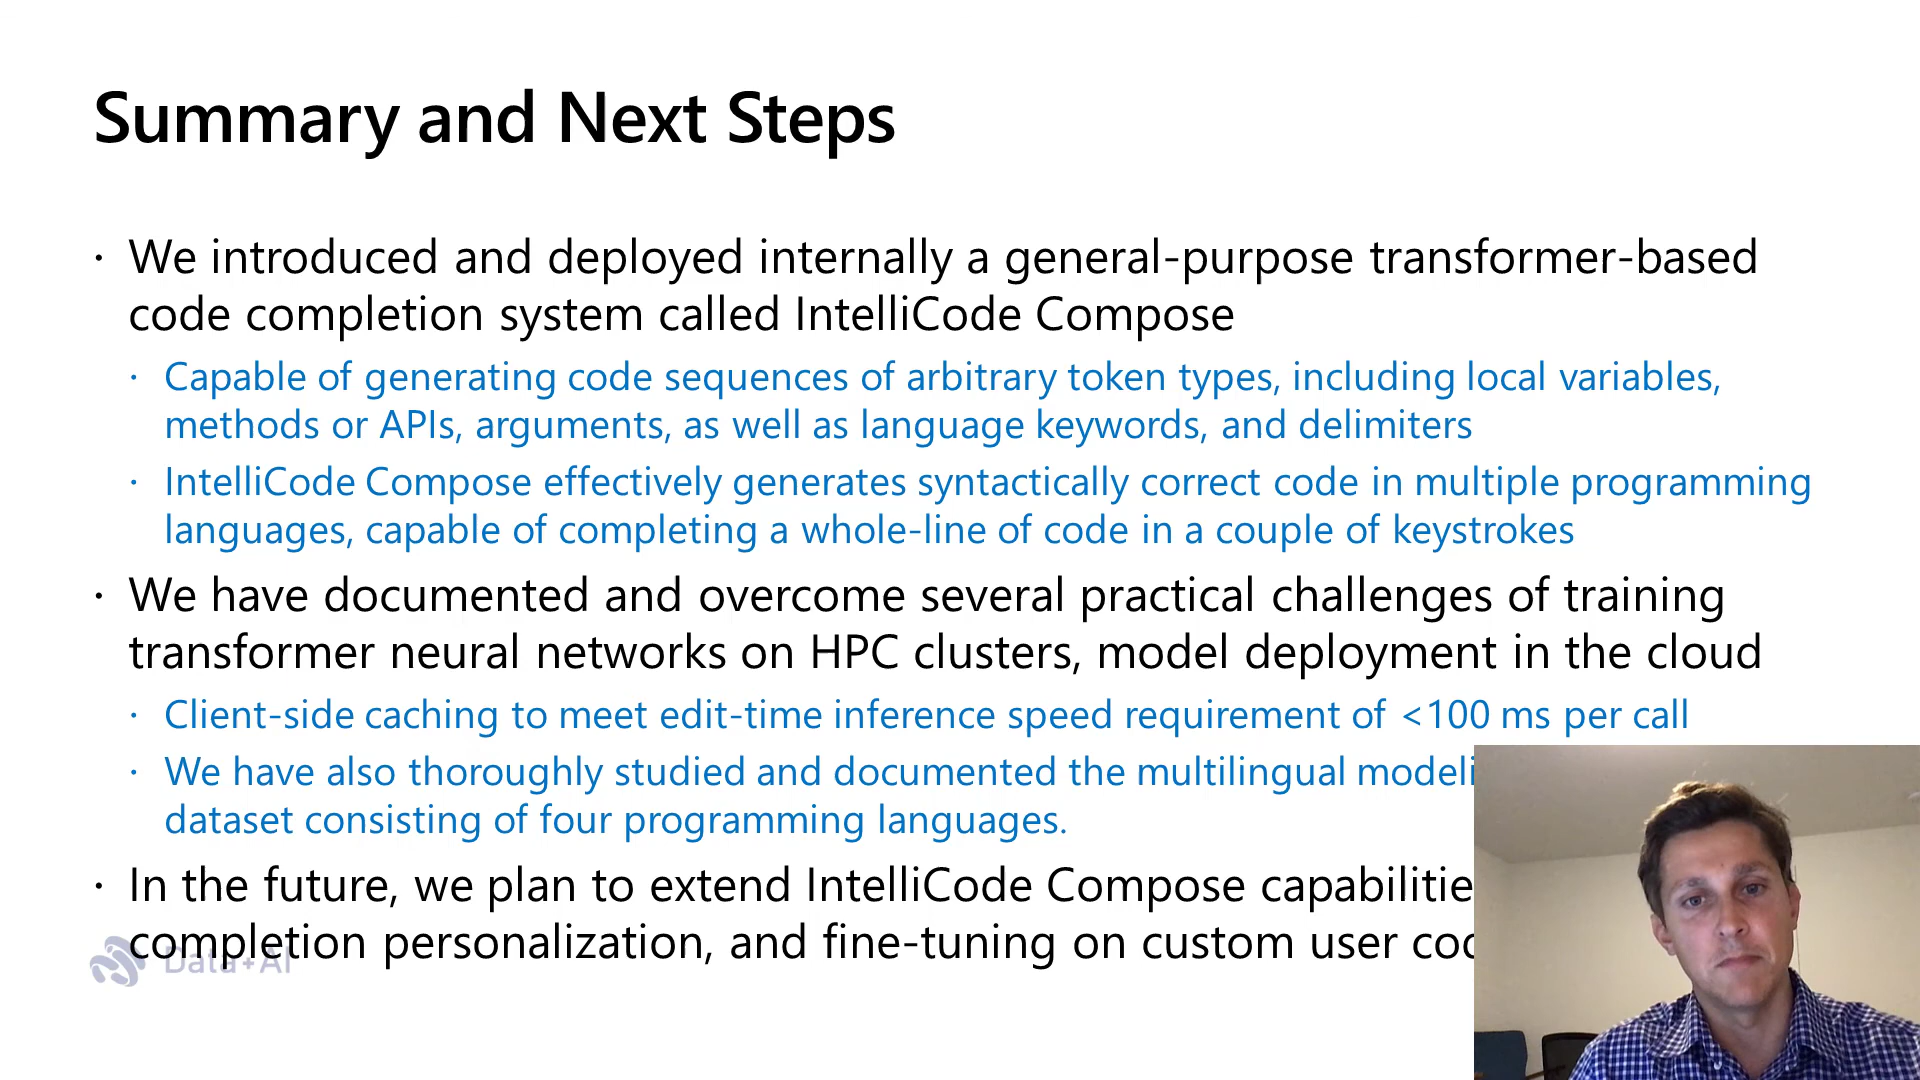 Summary and Next Steps
· We introduced and deployed internally a general-purpose transformer-based
code completion system called IntelliCode Compose
· Capable of generating code sequences of arbitrary token types, including local variables,
methods or APIs, arguments, as well as language keywords, and delimiters
· IntelliCode Compose effectively generates syntactically correct code in multiple programming
languages, capable of completing a whole-line of code in a couple of keystrokes
· We have documented and overcome several practical challenges of training
transformer neural networks on HPC clusters, model deployment in the cloud
· Client-side caching to meet edit-time inference speed requirement of <100 ms per call
· We have also thoroughly studied and documented the multilingual
dataset consisting of four programming languages.
· In the future, we plan to extend IntelliCode Compose
completion personalization, and fine-tuning on custom user
Data+AI